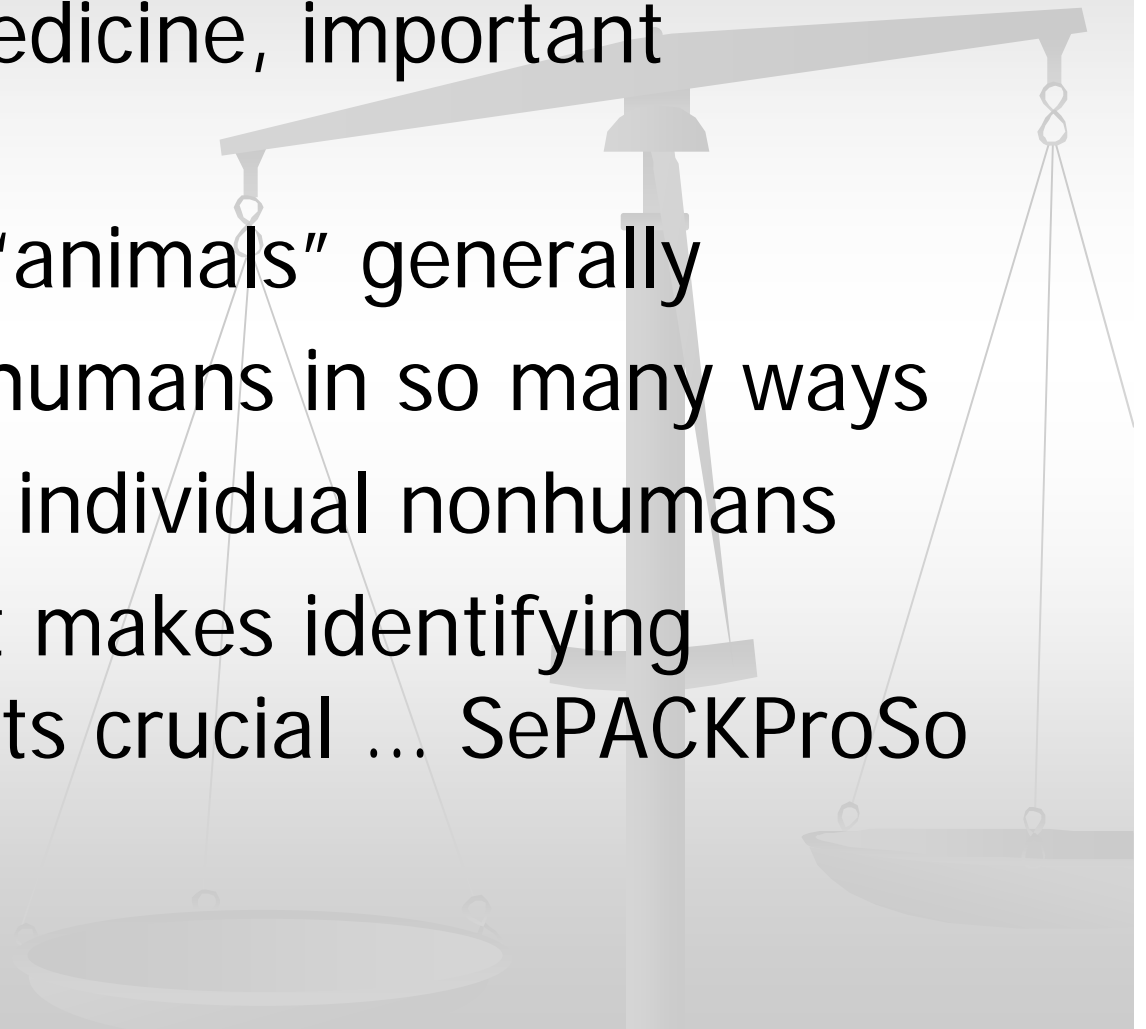 edicine, important
“animals” generally
humans in so many ways
individual nonhumans
makes identifying
ts crucial … SePACKProSo